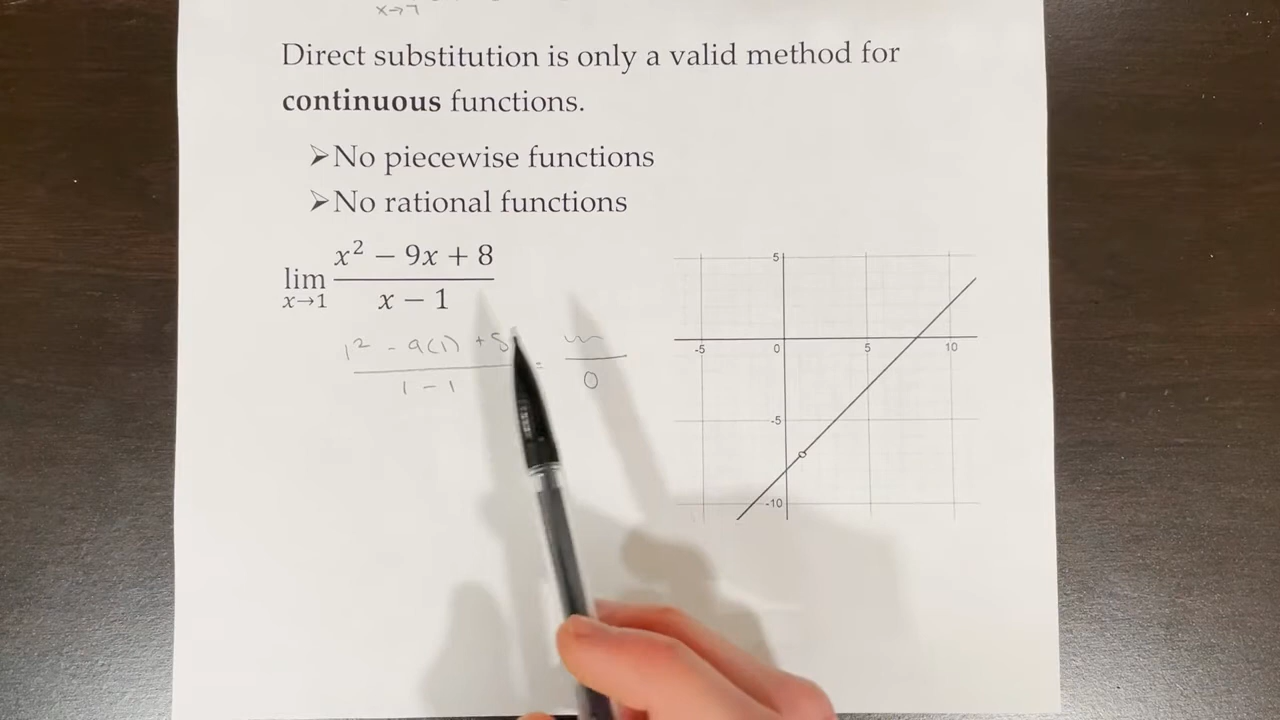 x→7
Direct substitution is only a valid method for
continuous functions.
➢No piecewise functions
➢No rational functions
lim x→1 x² − 9x + 8
x − 1
1² - 9(1) + 8
1 - 1
=
0
5
-5 0 5 10
-5
-10